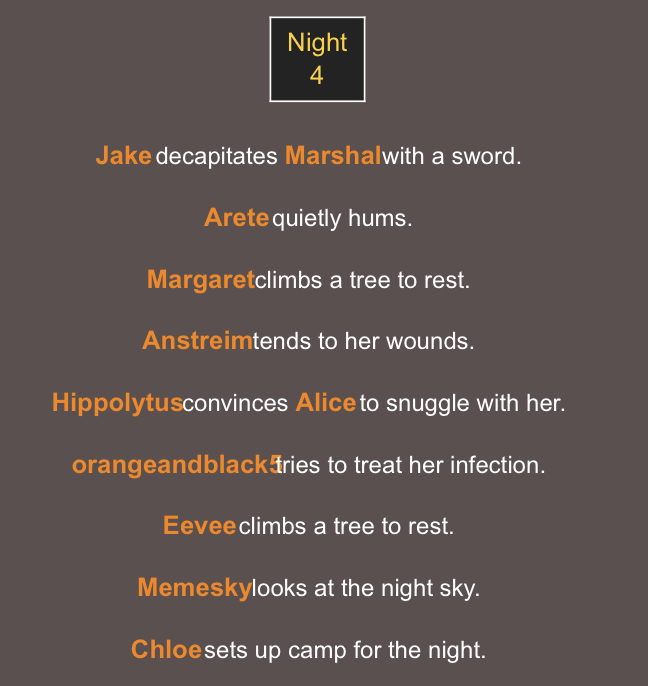 Night
4
Jake decapitates Marshal with a sword.
Arete quietly hums.
Margaret climbs a tree to rest.
Anstreim tends to her wounds.
Hippolytus convinces Alice to snuggle with her.
orangeandblack5 tries to treat her infection.
Eevee climbs a tree to rest.
Memesky looks at the night sky.
Chloe sets up camp for the night.